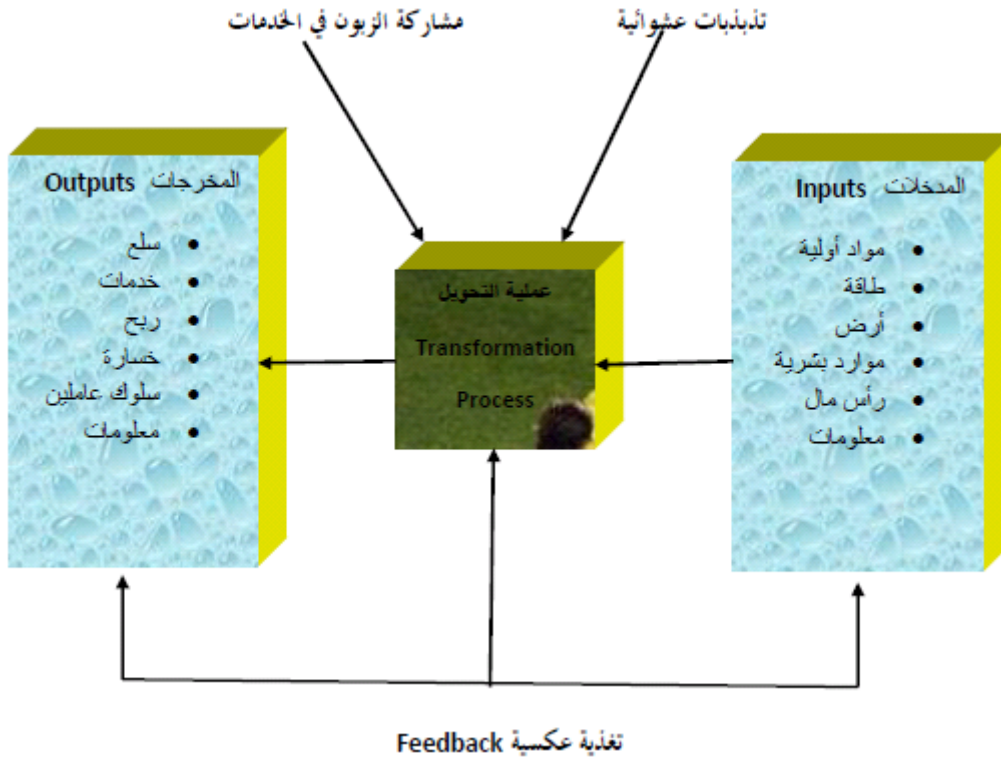 تذبذبات عشوائية
مشاركة الزبون في الخدمات
المدخلات Inputs
• مواد أولية
• طاقة
• أرض
• موارد بشرية
• رأس مال
• معلومات
عملية التحويل
Transformation
Process
المخرجات Outputs
• سلع
• خدمات
• ربح
• خسارة
• سلوك عاملين
• معلومات
تغذية عكسية Feedback